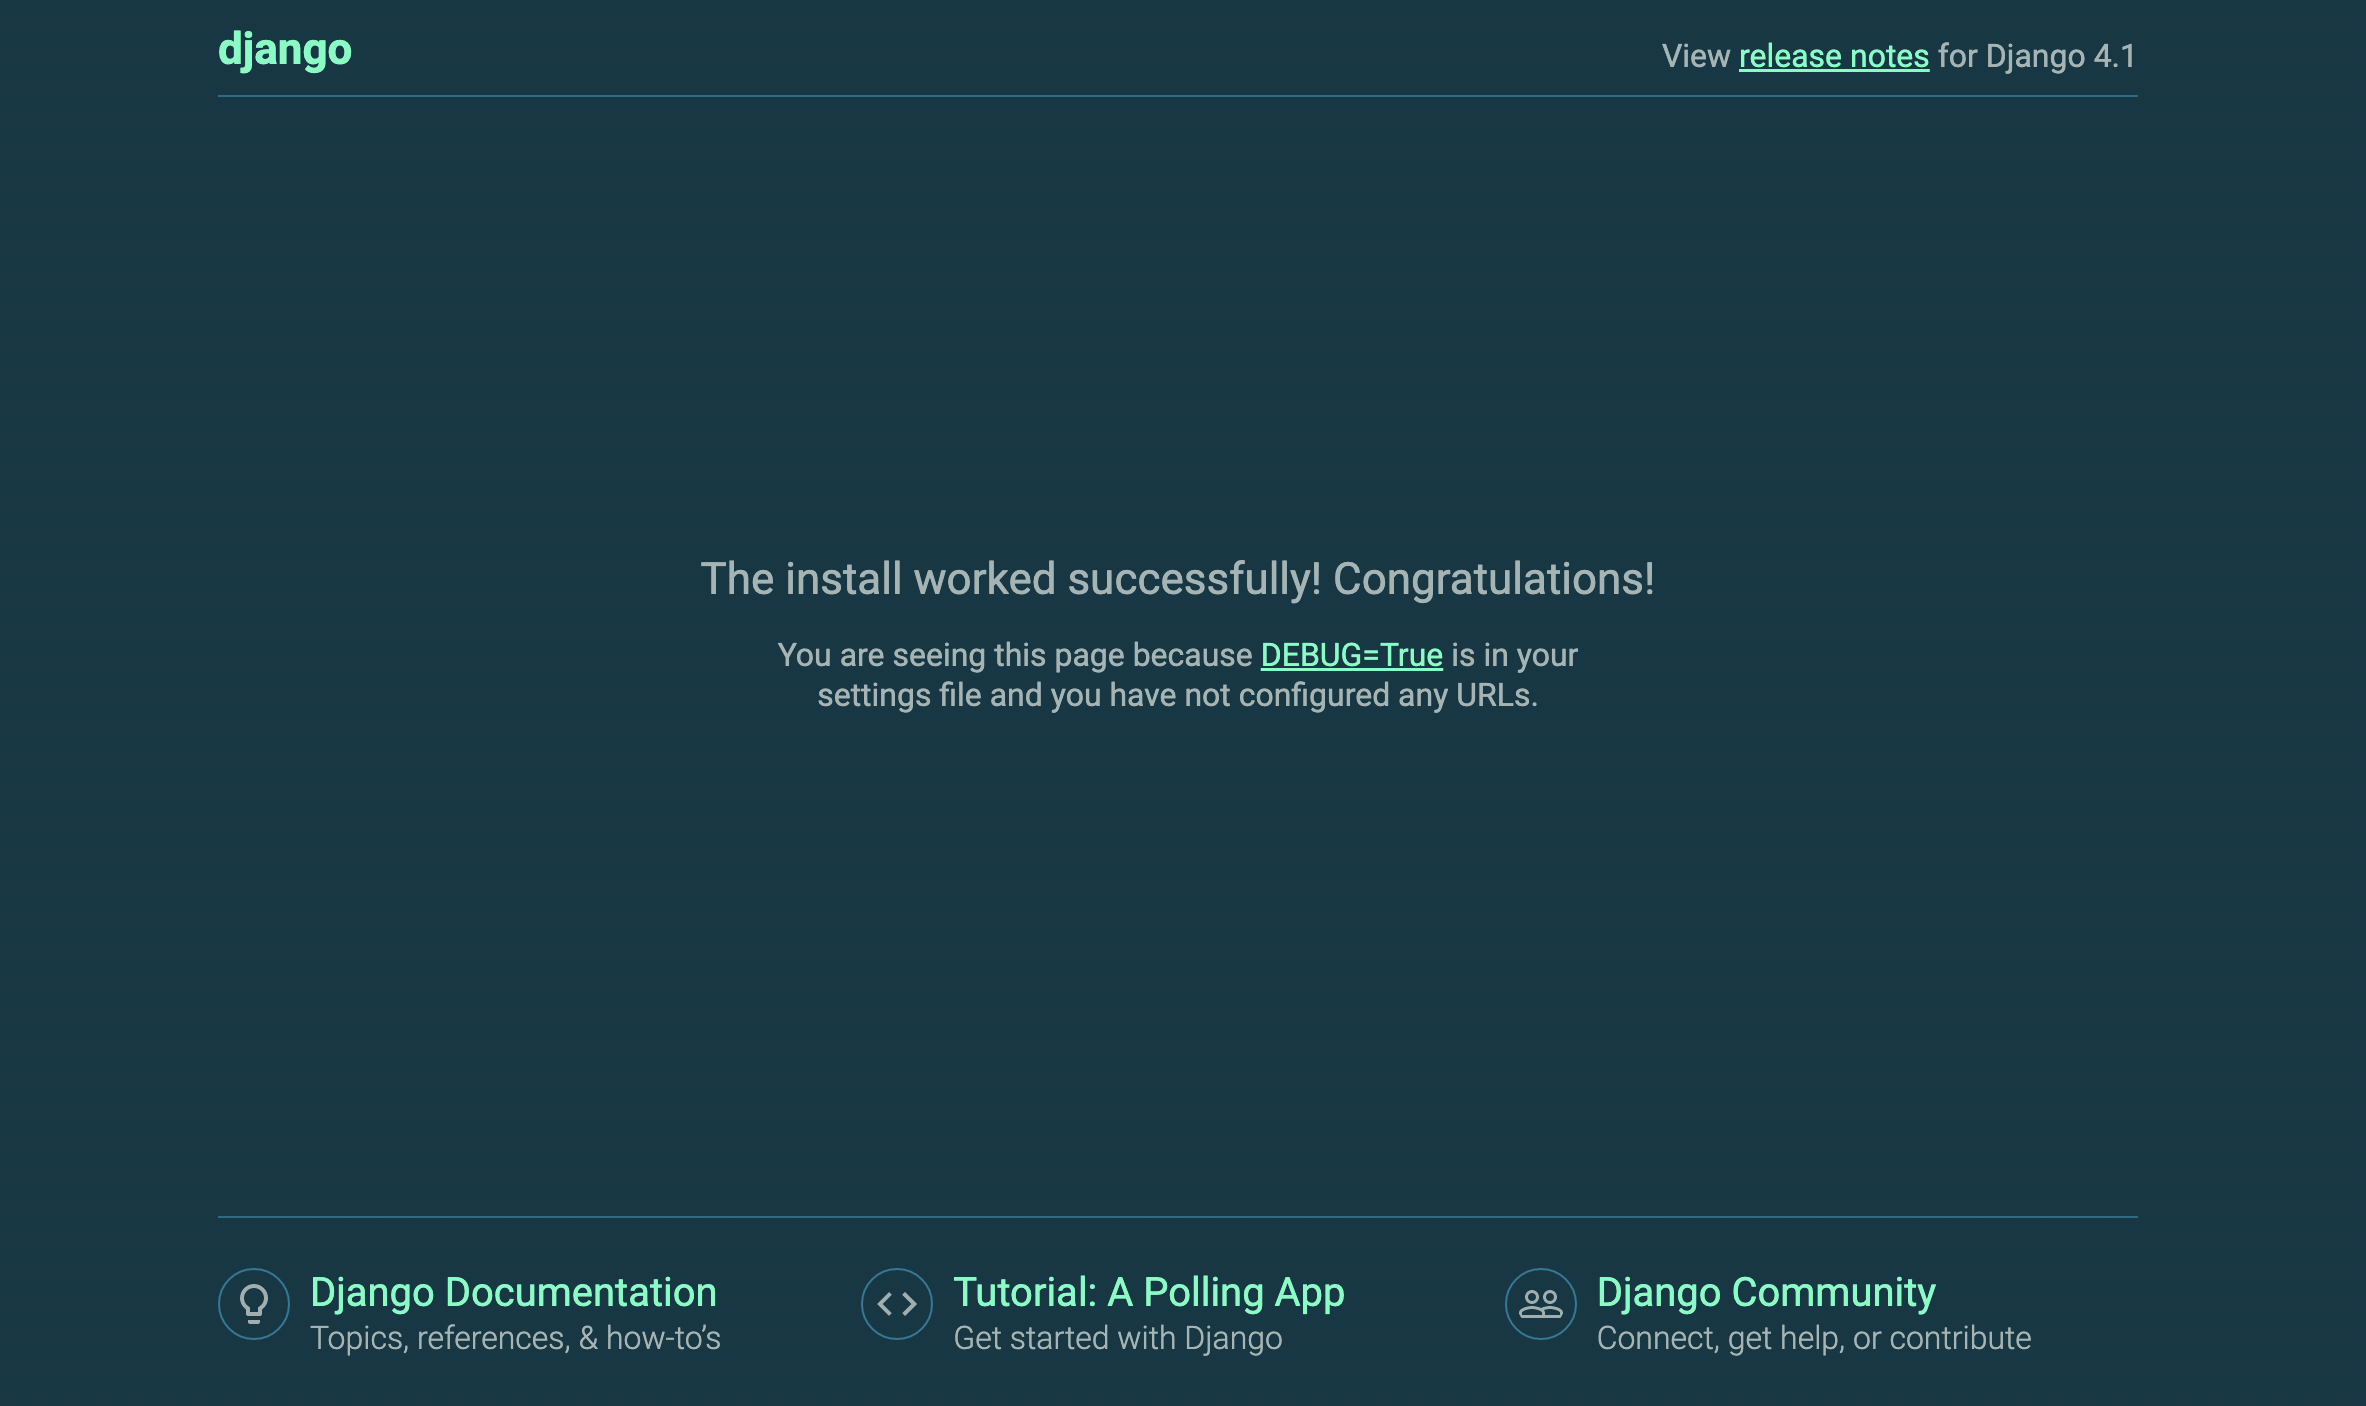 django
View release notes for Django 4.1
The install worked successfully! Congratulations!
You are seeing this page because DEBUG=True is in your
settings file and you have not configured any URLs.
Django Documentation
Topics, references, & how-to’s
Tutorial: A Polling App
Get started with Django
Django Community
Connect, get help, or contribute